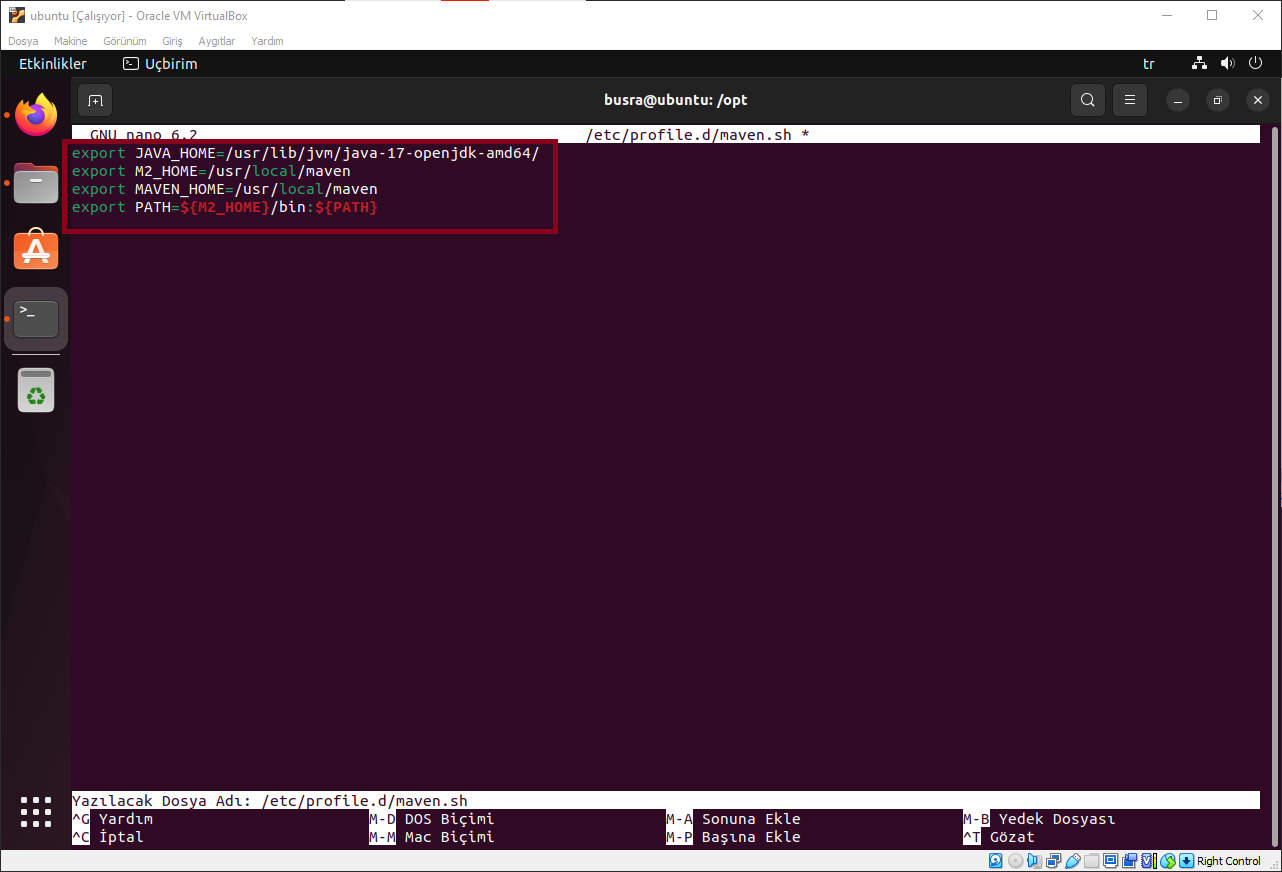 ubuntu [Çalışıyor] - Oracle VM VirtualBox
Dosya Makine Görünüm Giriş Aygıtlar Yardım
Etkinlikler Uçbirim tr
busra@ubuntu: /opt
GNU nano 6.2 /etc/profile.d/maven.sh *
export JAVA_HOME=/usr/lib/jvm/java-17-openjdk-amd64/
export M2_HOME=/usr/local/maven
export MAVEN_HOME=/usr/local/maven
export PATH=${M2_HOME}/bin:${PATH}
Yazılacak Dosya Adı: /etc/profile.d/maven.sh
^G Yardım M-D DOS Biçimi M-A Sonuna Ekle M-B Yedek Dosyası
^C İptal M-M Mac Biçimi M-P Başına Ekle ^T Gözat
Right Control